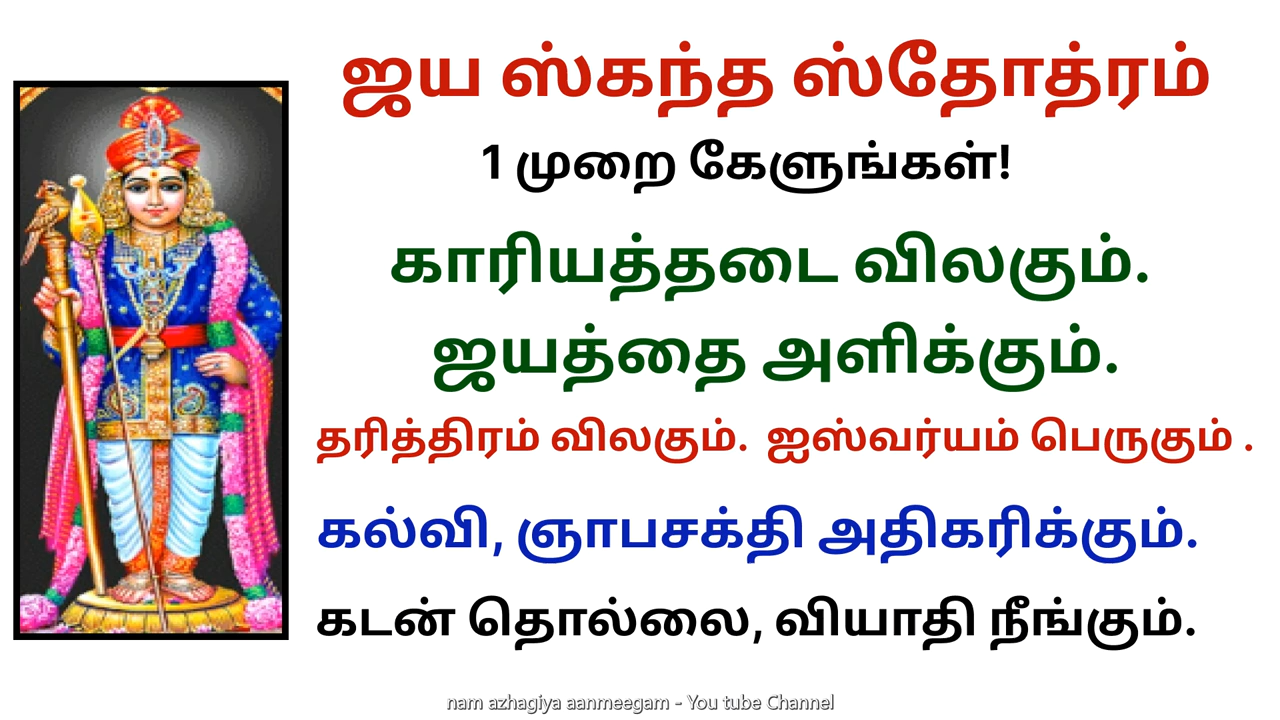 ஜய ஸ்கந்த ஸ்தோத்ரம்
1 முறை கேளுங்கள்!
காரியத்தடை விலகும்.
ஜயத்தை அளிக்கும்.
தரித்திரம் விலகும். ஐஸ்வர்யம் பெருகும் .
கல்வி, ஞாபசக்தி அதிகரிக்கும்.
கடன் தொல்லை, வியாதி நீங்கும்.
nam azhagiya aanmeegam - You tube Channel